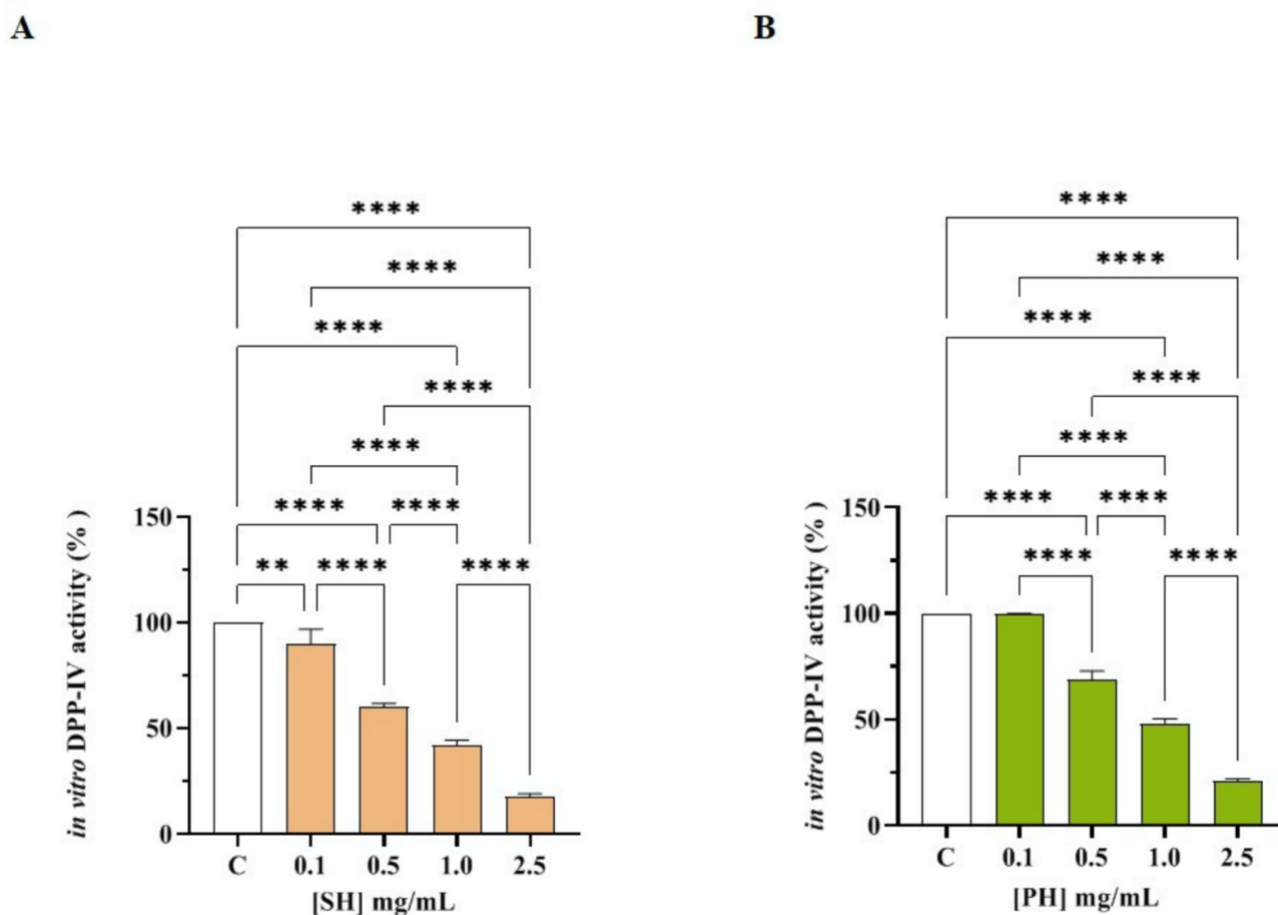 A
B
****
****
****
****
****
**** ****
** **** ****
****
****
****
****
****
**** ****
**** ****
in vitro DPP-IV activity (% )
150
100
50
0
C 0.1 0.5 1.0 2.5
[SH] mg/mL
in vitro DPP-IV activity (% )
150
100
50
0
C 0.1 0.5 1.0 2.5
[PH] mg/mL